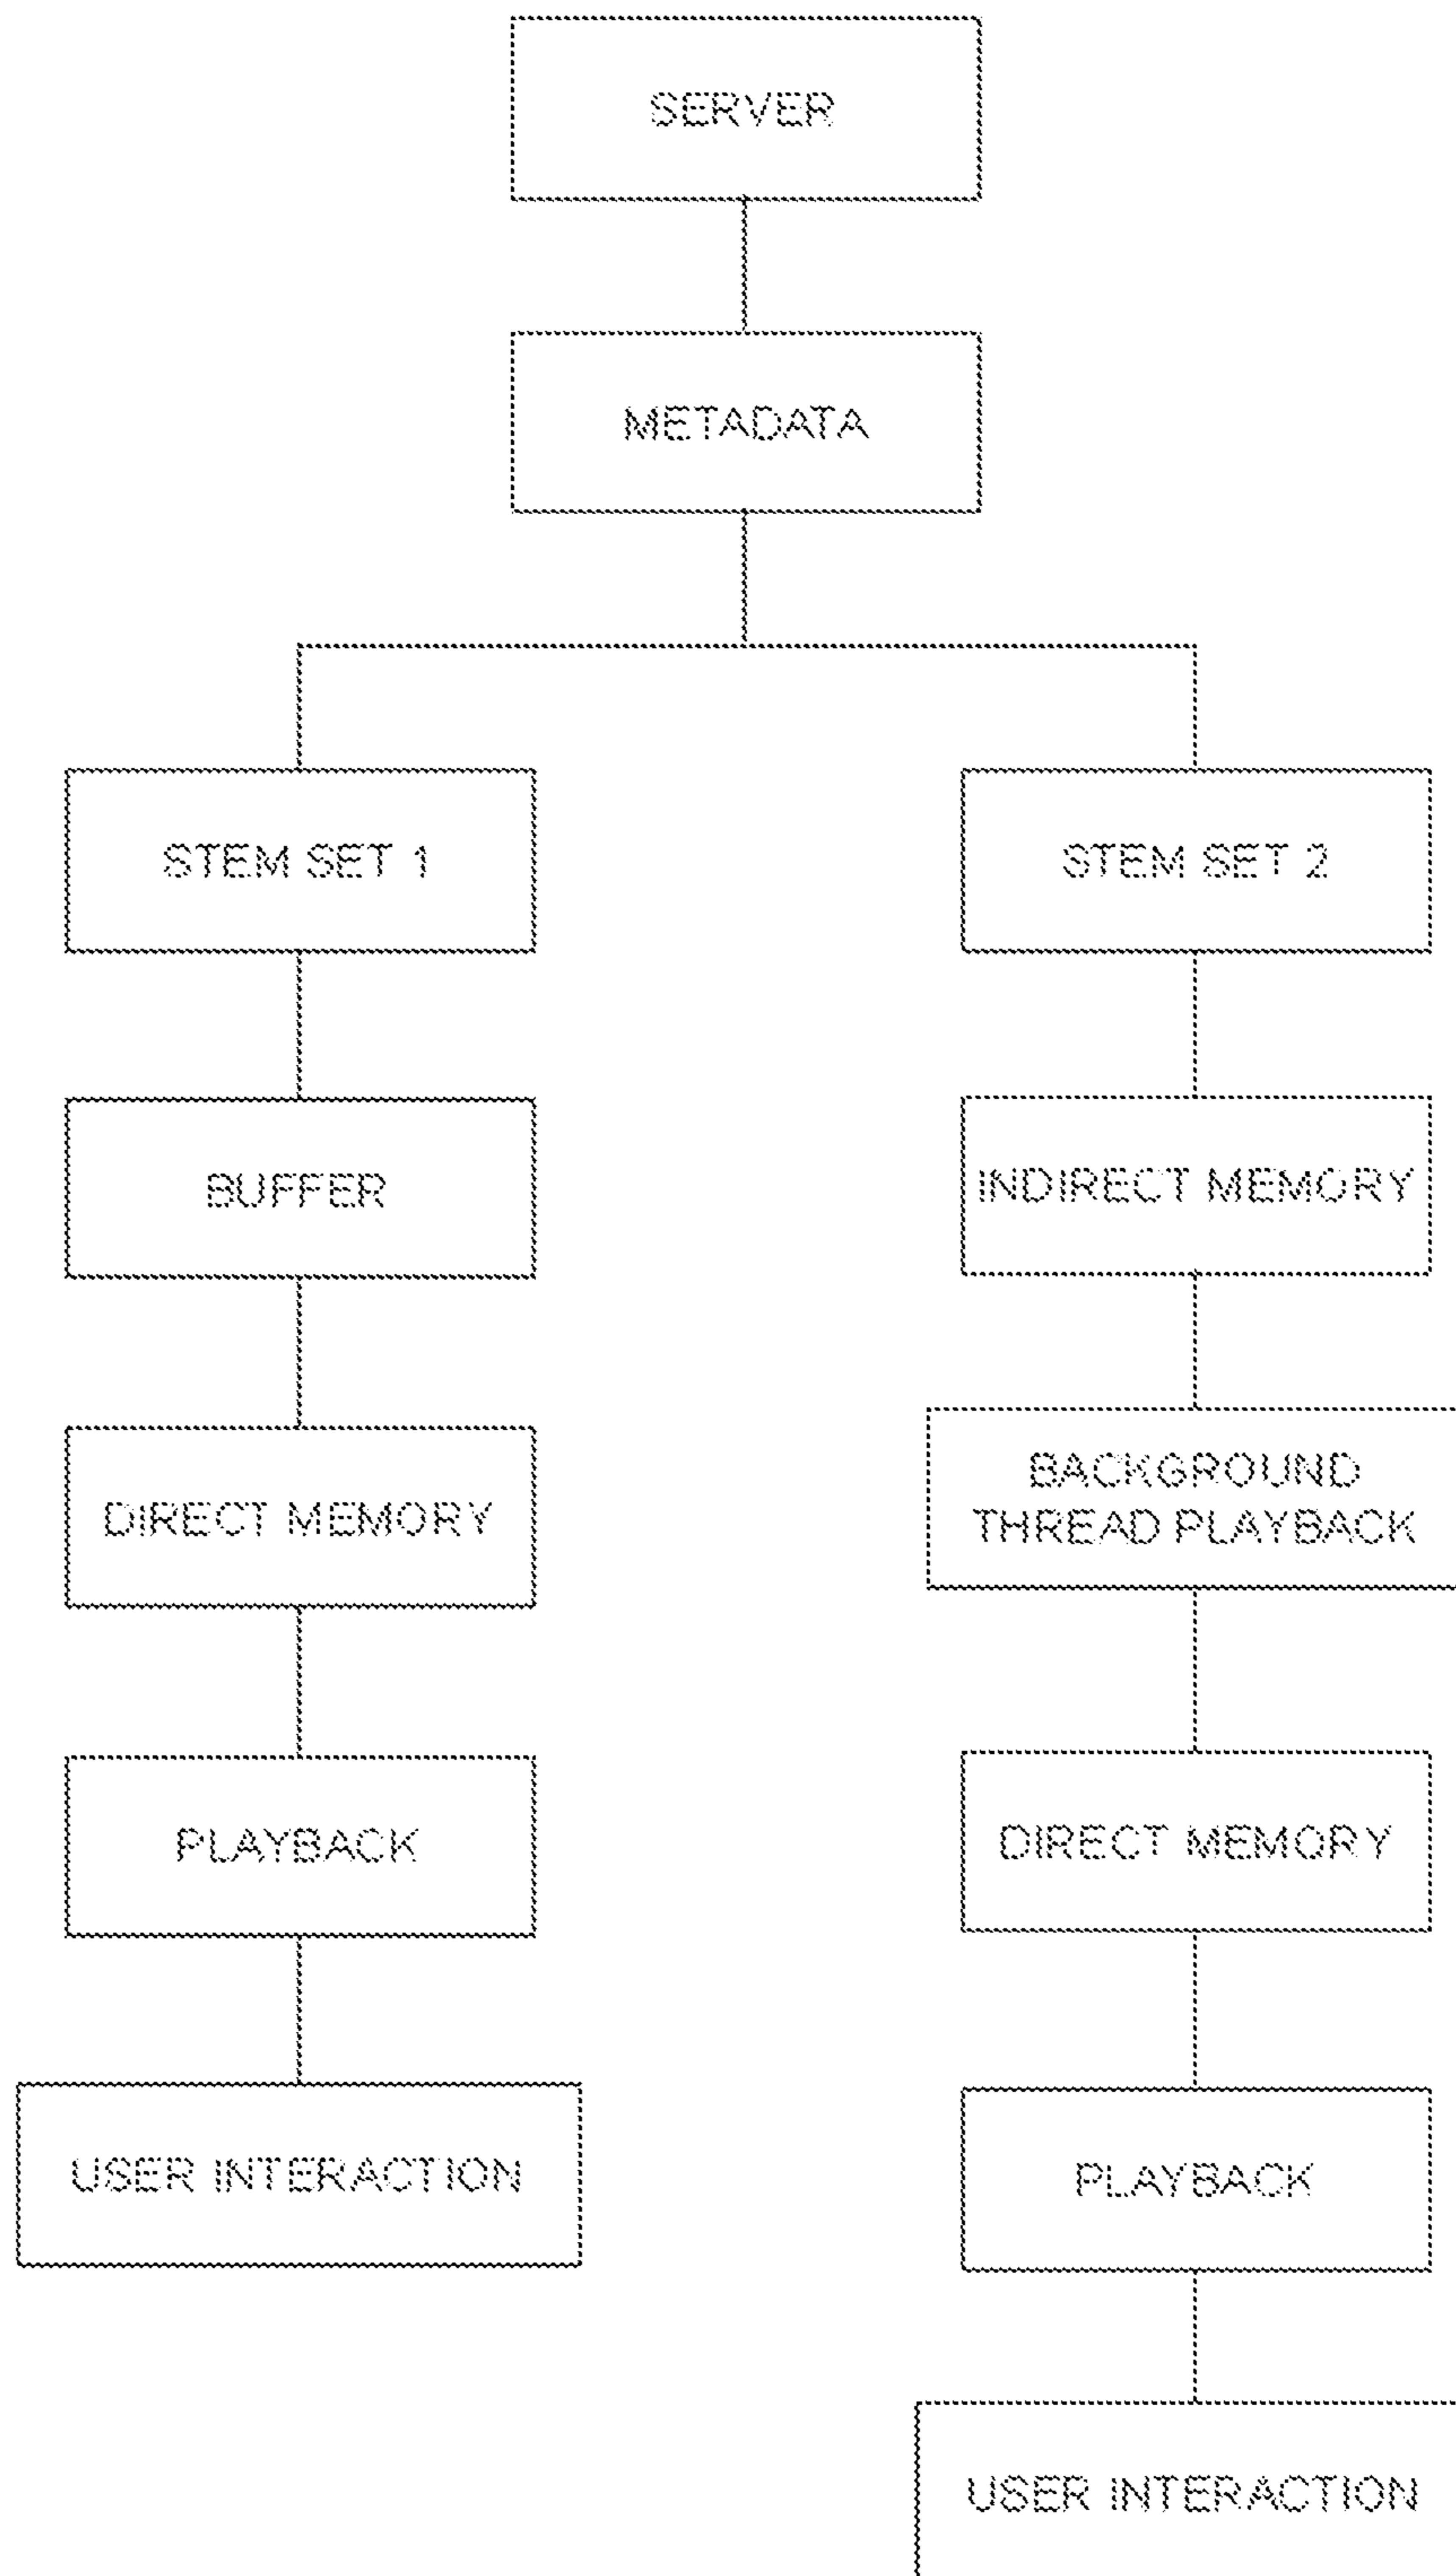 SERVER
METADATA
STEM SET 1
STEM SET 2
BUFFER
INDIRECT MEMORY
DIRECT MEMORY
BACKGROUND
THREAD PLAYBACK
PLAYBACK
DIRECT MEMORY
USER INTERACTION
PLAYBACK
USER INTERACTION